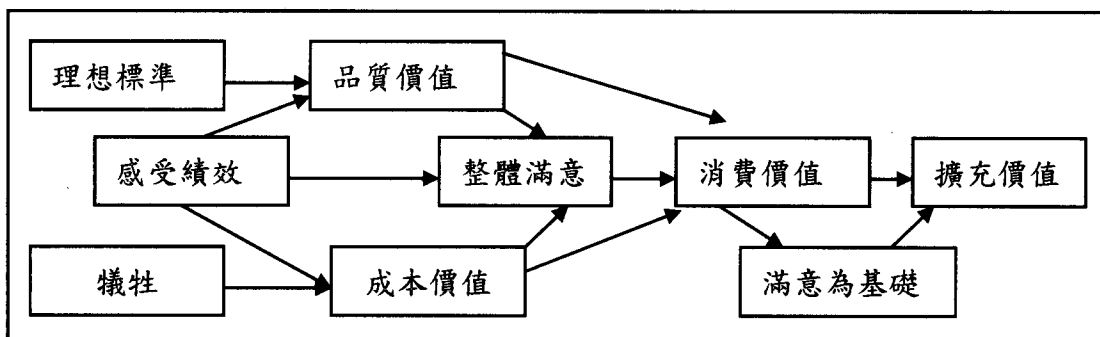 理想標準
品質價值
感受績效
整體滿意
消費價值
擴充價值
犧牲
成本價值
滿意為基礎